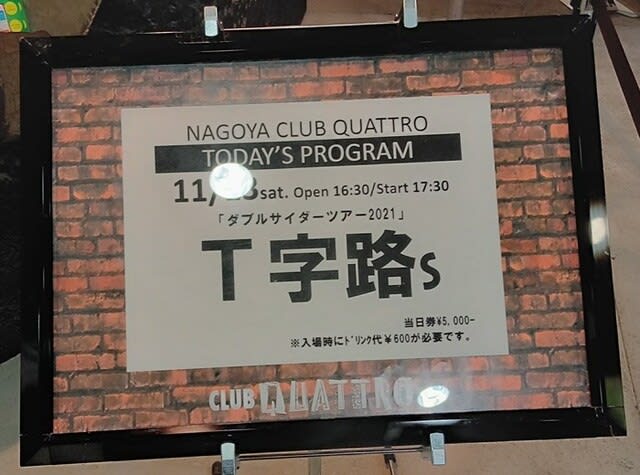 NAGOYA CLUB QUATTRO
TODAY'S PROGRAM
sat. Open 16:30/Start 17:30
「ダブルサイダーツアー2021」
T字路s
当日券¥5,000-
※入場時にﾄﾞﾘﾝｸ代¥600が必要です。
CLUB QUATTRO